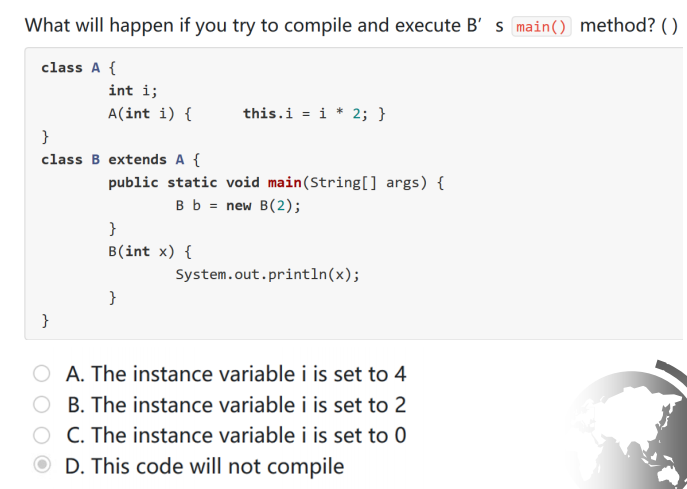 What will happen if you try to compile and execute B′ s main() method? ( )
class A {
int i;
A(int i) { this.i = i * 2; }
}
class B extends A {
public static void main(String[] args) {
B b = new B(2);
}
B(int x) {
System.out.println(x);
}
}
A. The instance variable i is set to 4
B. The instance variable i is set to 2
C. The instance variable i is set to 0
D. This code will not compile